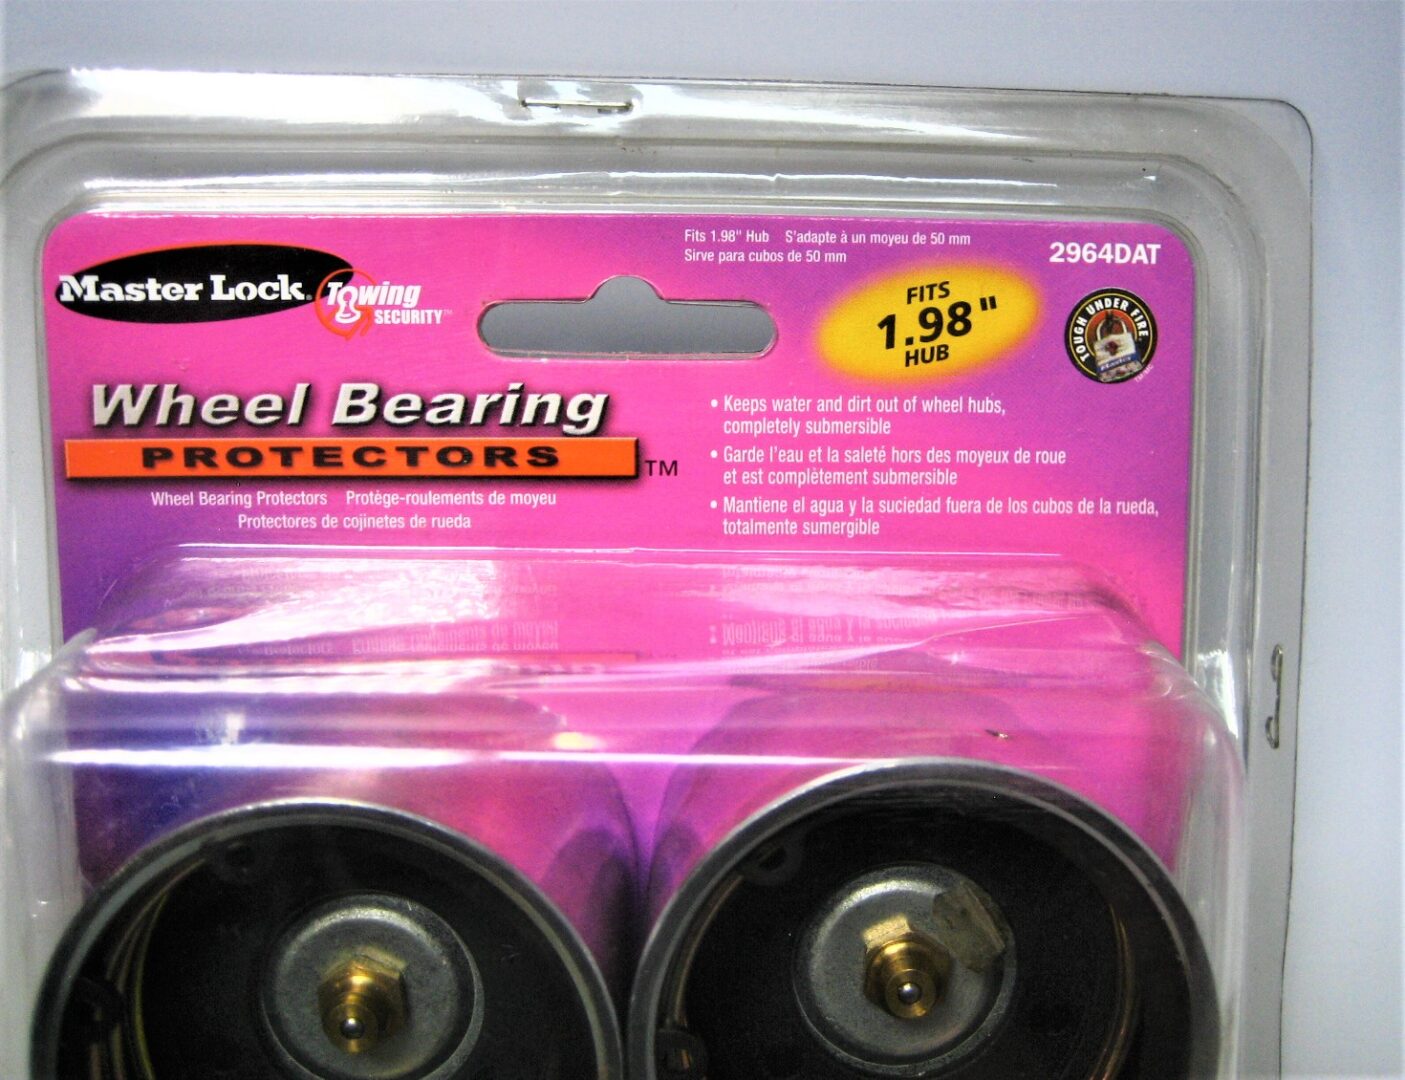 Master Lock.
Towing
SECURITY™
Fits 1.98" Hub S'adapte à un moyeu de 50 mm
Sirve para cubos de 50 mm
2964DAT
FITS
1.98"
HUB
TOUGH UNDER FIRE
Master
Wheel Bearing
PROTECTORS™
Wheel Bearing Protectors Protège-roulements de moyeu
Protectores de cojinetes de rueda
• Keeps water and dirt out of wheel hubs,
completely submersible
• Garde l'eau et la saleté hors des moyeux de roue
et est complètement submersible
• Mantiene el agua y la suciedad fuera de los cubos de la rueda,
totalmente sumergible